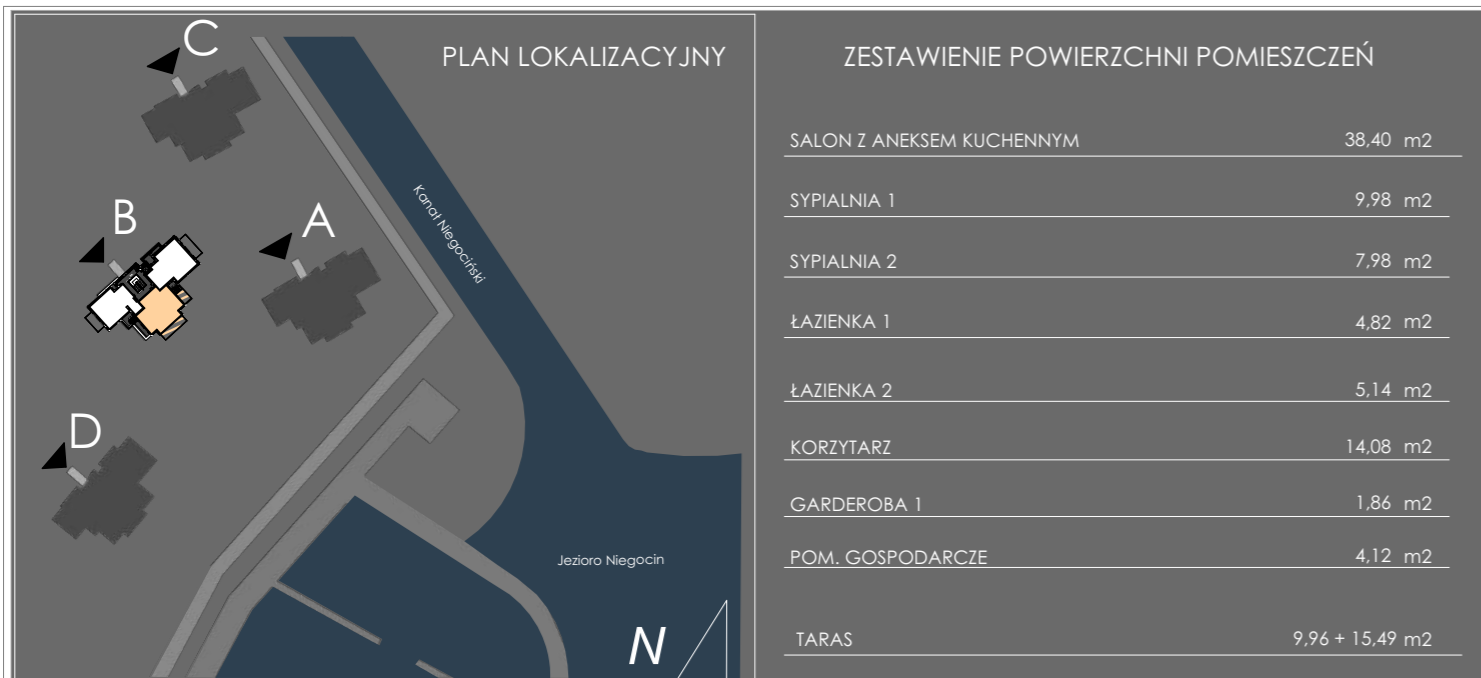 PLAN LOKALIZACYJNY
C
B
A
D
Kanał Niegociński
Jezioro Niegocin
N
ZESTAWIENIE POWIERZCHNI POMIESZCZEŃ
SALON Z ANEKSEM KUCHENNYM 38,40 m2
SYPIALNIA 1 9,98 m2
SYPIALNIA 2 7,98 m2
ŁAZIENKA 1 4,82 m2
ŁAZIENKA 2 5,14 m2
KORZYTARZ 14,08 m2
GARDEROBA 1 1,86 m2
POM. GOSPODARCZE 4,12 m2
TARAS 9,96 + 15,49 m2